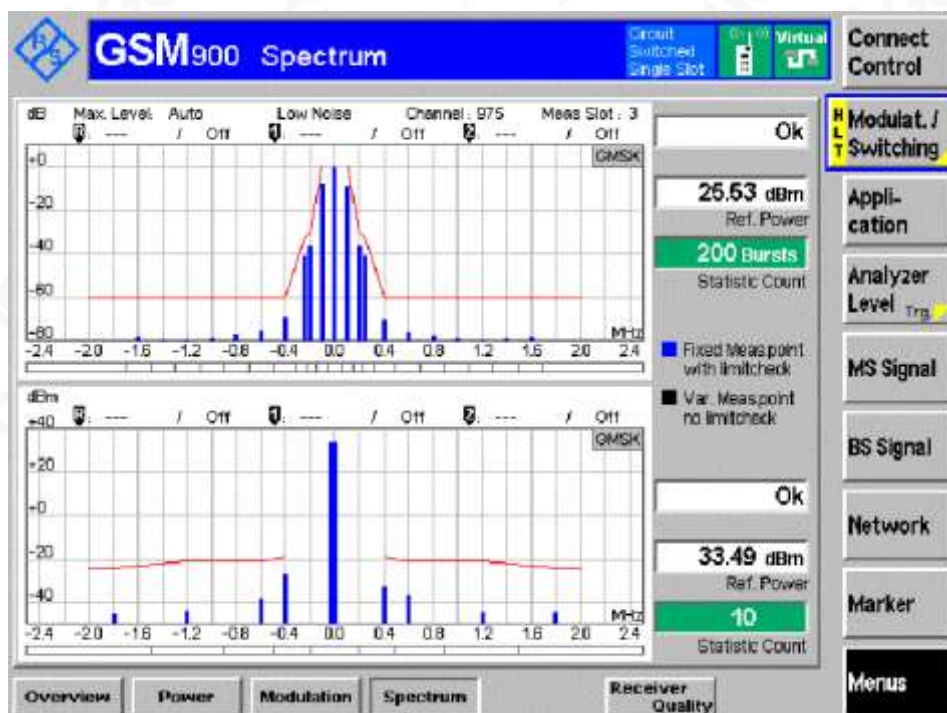 GSM900 Spectrum
Circuit Switched Single Slot
Virtual
Connect Control
dB Max. Level: Auto Low Noise Channel: 975 Meas Slot: 3
R: --- / Off 1: --- / Off 2: --- / Off
GMSK
+0
-20
-40
-60
-80
MHz
-2.4 -2.0 -1.6 -1.2 -0.8 -0.4 0.0 0.4 0.8 1.2 1.6 2.0 2.4
Ok
25.53 dBm
Ref. Power
200 Bursts
Statistic Count
Fixed Meas.point
with limitcheck
Var. Meas.point
no limitcheck
dBm
+40
R: --- / Off 1: --- / Off 2: --- / Off
GMSK
+20
+0
-20
-40
MHz
-2.4 -2.0 -1.6 -1.2 -0.8 -0.4 0.0 0.4 0.8 1.2 1.6 2.0 2.4
Ok
33.49 dBm
Ref. Power
10
Statistic Count
HLT
Modulat. / Switching
Appli-
cation
Analyzer
Level Trg.
MS Signal
BS Signal
Network
Marker
Menus
Overview
Power
Modulation
Spectrum
Receiver
Quality